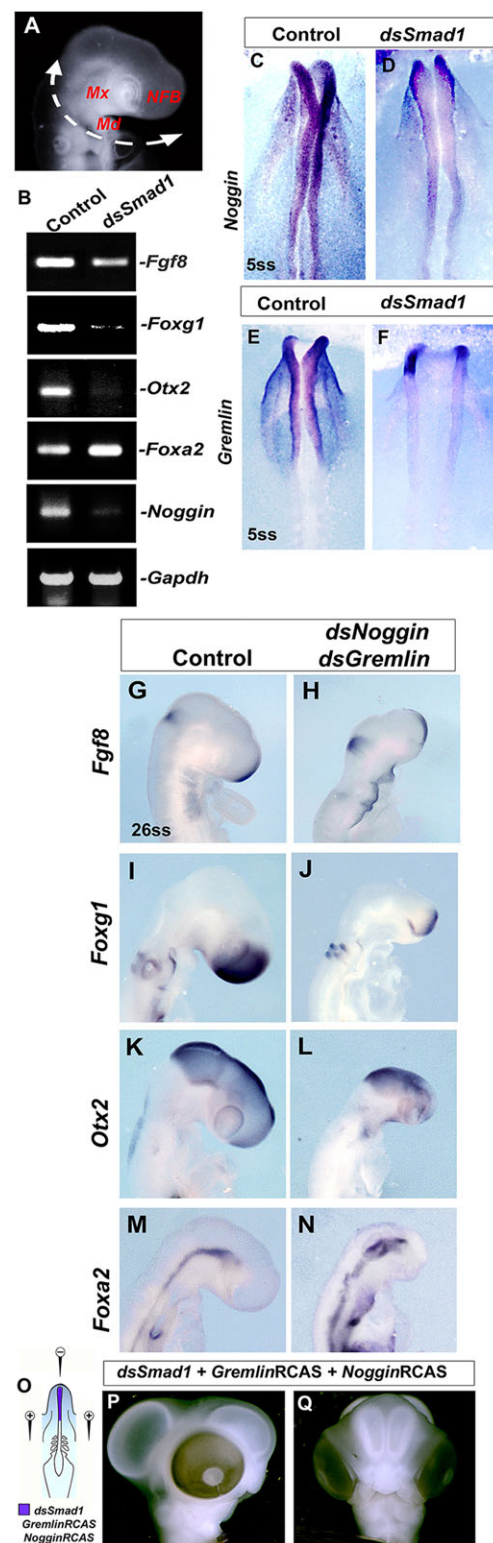 A
Mx
NFB
Md
B
Control
dsSmad1
-Fgf8
-Foxg1
-Otx2
-Foxa2
-Noggin
-Gapdh
Control
dsSmad1
C
D
Noggin
5ss
Control
dsSmad1
E
F
Gremlin
5ss
Control
dsNoggin
dsGremlin
G
H
Fgf8
26ss
I
J
Foxg1
K
L
Otx2
M
N
Foxa2
O
dsSmad1
GremlinRCAS
NogginRCAS
dsSmad1 + GremlinRCAS + NogginRCAS
P
Q